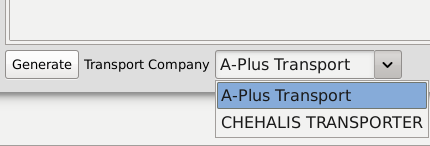 Generate Transport Company A-Plus Transport
A-Plus Transport
CHEHALIS TRANSPORTER